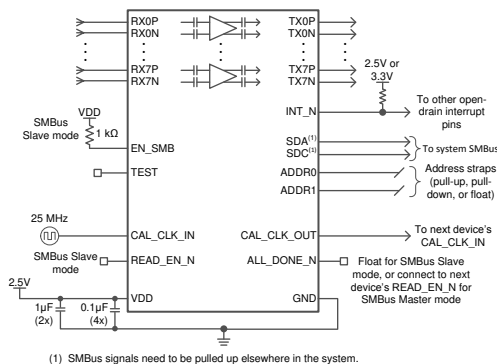 RX0P
RX0N
RX7P
RX7N
TX0P
TX0N
TX7P
TX7N
2.5V or
3.3V
INT_N
To other open-
drain interrupt
pins
VDD
SMBus
Slave mode
1 kΩ
EN_SMB
SDA(1)
SDC(1)
To system SMBus
TEST
ADDR0
ADDR1
Address straps
(pull-up, pull-
down, or float)
25 MHz
CAL_CLK_IN
CAL_CLK_OUT
To next device's
CAL_CLK_IN
SMBus Slave
mode
READ_EN_N
ALL_DONE_N
Float for SMBus Slave
mode, or connect to next
device's READ_EN_N for
SMBus Master mode
2.5V
VDD
GND
1μF
(2x)
0.1μF
(4x)
(1) SMBus signals need to be pulled up elsewhere in the system.